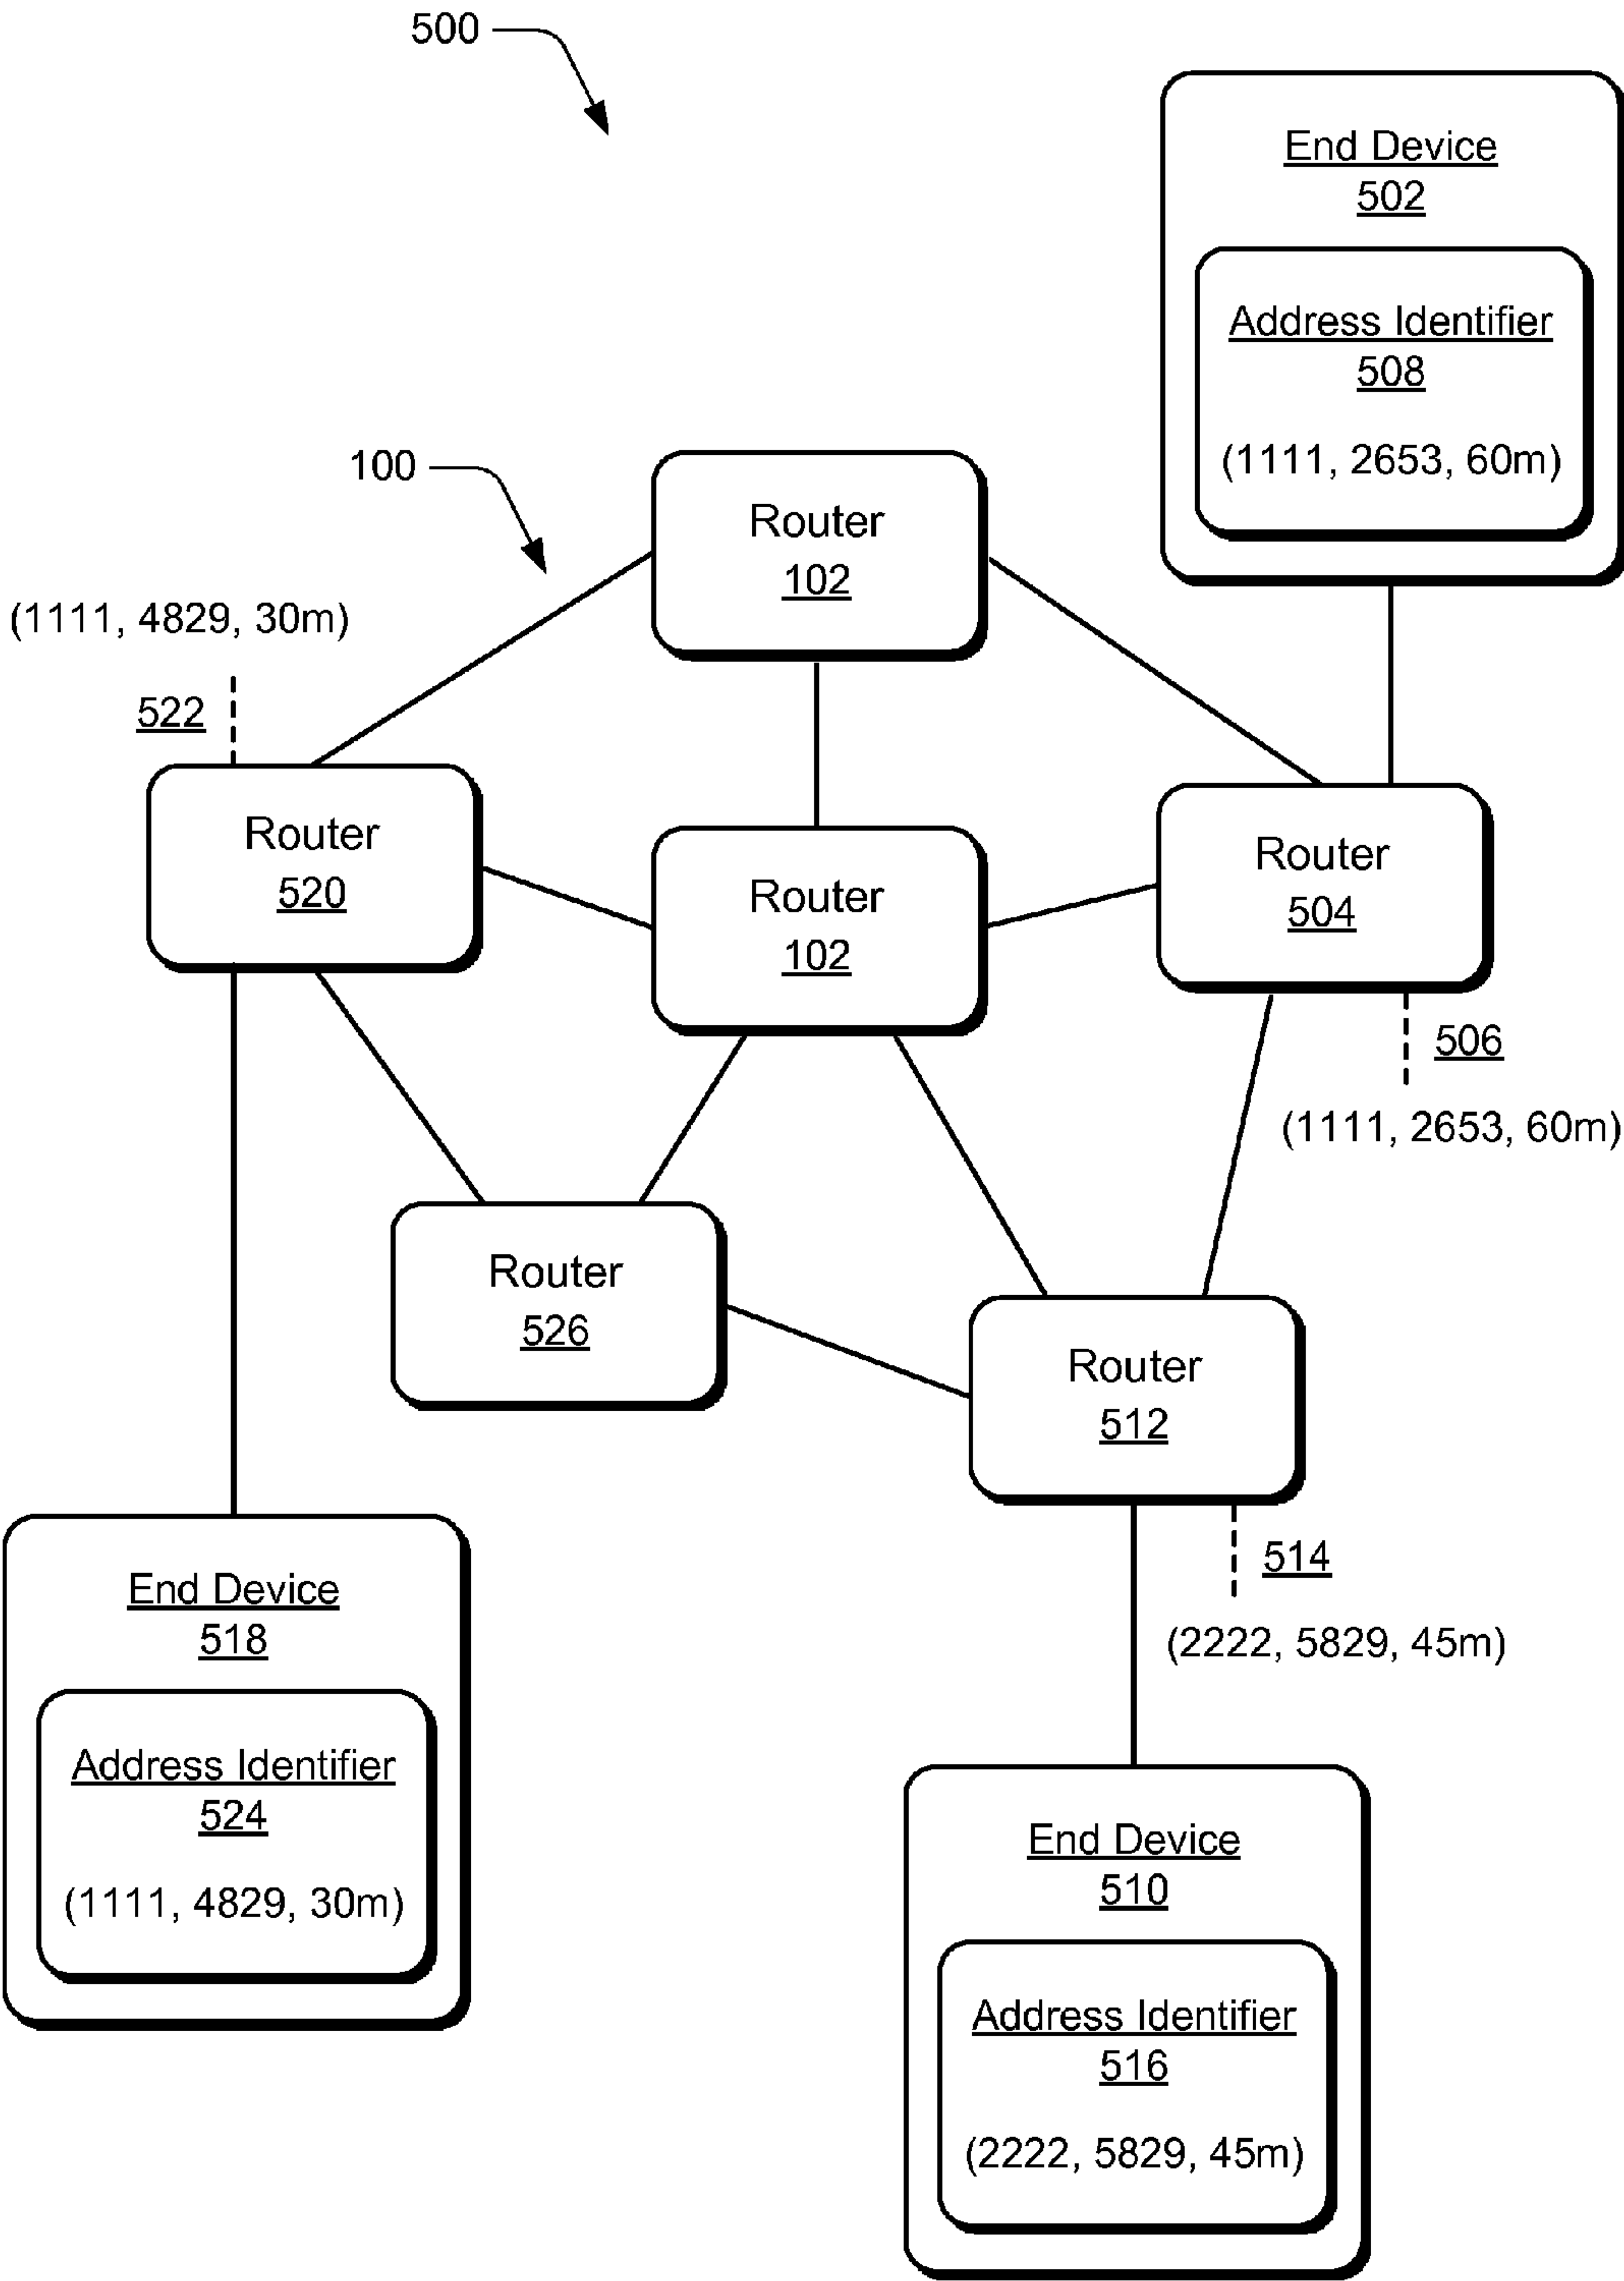 500
End Device
502
Address Identifier
508
(1111, 2653, 60m)
100
Router
102
(1111, 4829, 30m)
522
Router
520
Router
102
Router
504
506
(1111, 2653, 60m)
Router
526
Router
512
514
(2222, 5829, 45m)
End Device
518
Address Identifier
524
(1111, 4829, 30m)
End Device
510
Address Identifier
516
(2222, 5829, 45m)